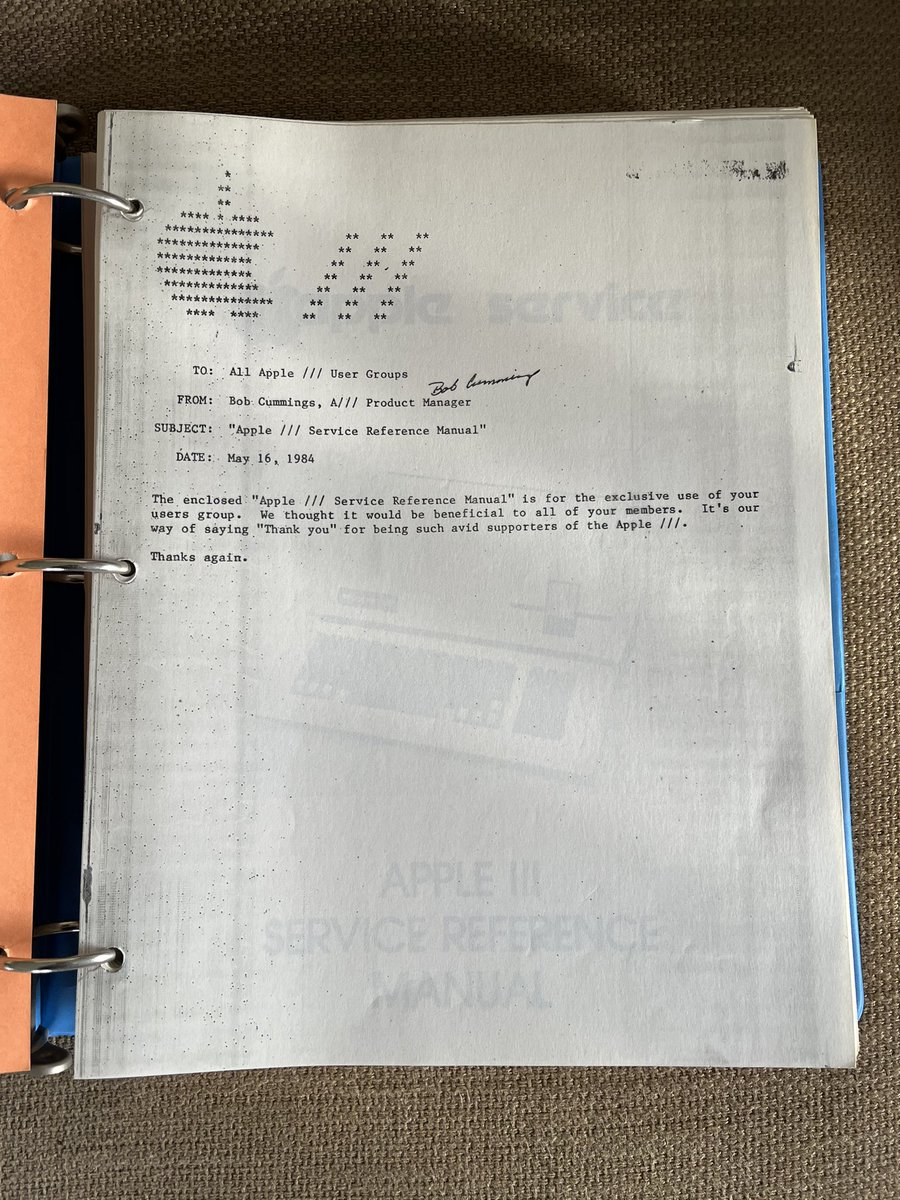 TO: All Apple /// User Groups
Bob Cummings
FROM: Bob Cummings, A/// Product Manager
SUBJECT: "Apple /// Service Reference Manual"
DATE: May 16, 1984
The enclosed "Apple /// Service Reference Manual" is for the exclusive use of your
users group. We thought it would be beneficial to all of your members. It's our
way of saying "Thank you" for being such avid supporters of the Apple ///.
Thanks again.
apple service
APPLE III
SERVICE REFERENCE
MANUAL